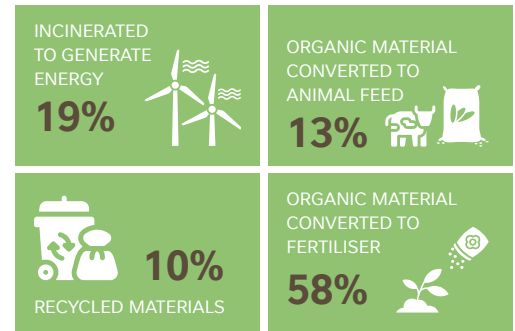 INCINERATED
TO GENERATE
ENERGY
19%
ORGANIC MATERIAL
CONVERTED TO
ANIMAL FEED
13%
10%
RECYCLED MATERIALS
ORGANIC MATERIAL
CONVERTED TO
FERTILISER
58%